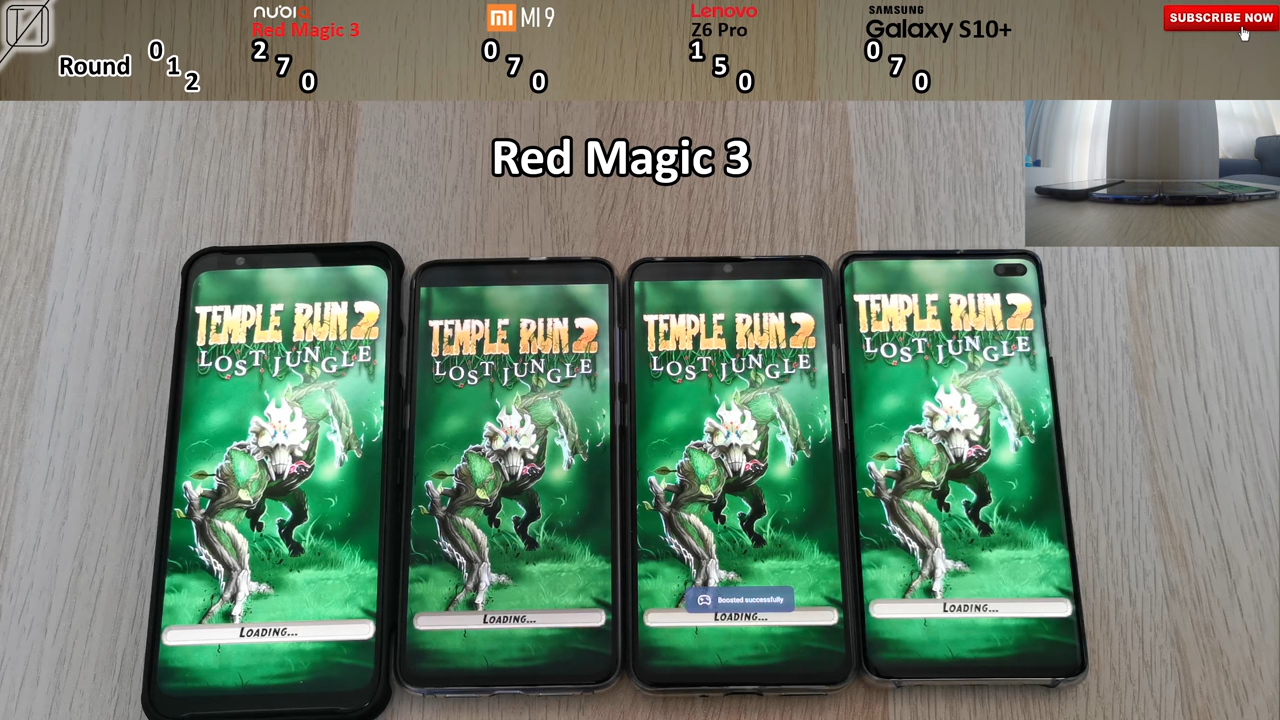 nubia
Red Magic 3
MI 9
Lenovo
Z6 Pro
SAMSUNG
Galaxy S10+
SUBSCRIBE NOW
Round 0 1 2
2 7 0
0 7 0
1 5 0
0 7 0
Red Magic 3
TEMPLE RUN 2
LOST JUNGLE
LOADING...
TEMPLE RUN 2
LOST JUNGLE
LOADING...
TEMPLE RUN 2
LOST JUNGLE
Boosted successfully
LOADING...
TEMPLE RUN 2
LOST JUNGLE
LOADING...